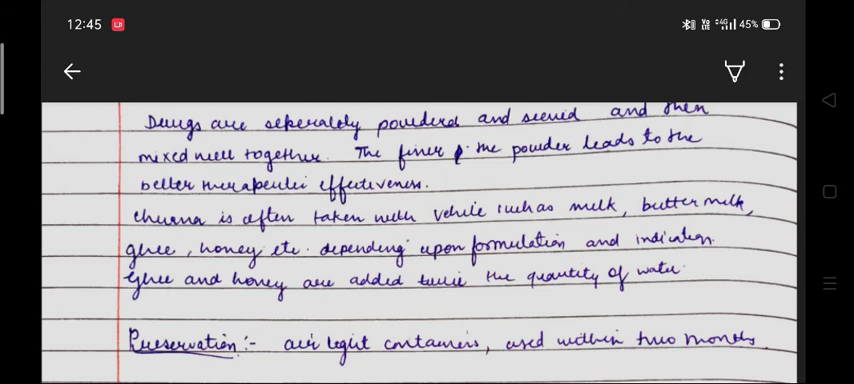 12:45 45%
Drugs are seperatelty powderd and seived and then
mixed well together. The finer the powder leads to the
better therapeutic effectiveness.
Churna is often taken with vehile such as milk, butter milk,
ghee, honey etc. depending upon formulation and indication.
Ghee and honey are added twice the quantity of water.
Preservation:- air tight containers, used within two months.